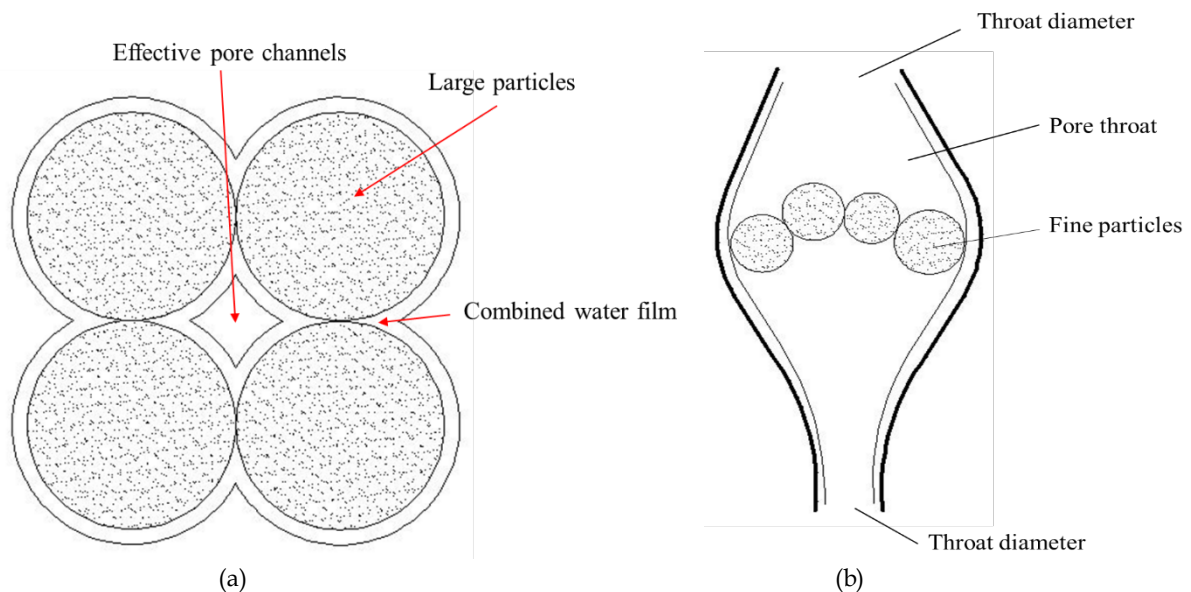 Effective pore channels
Large particles
Combined water film
(a)
Throat diameter
Pore throat
Fine particles
Throat diameter
(b)